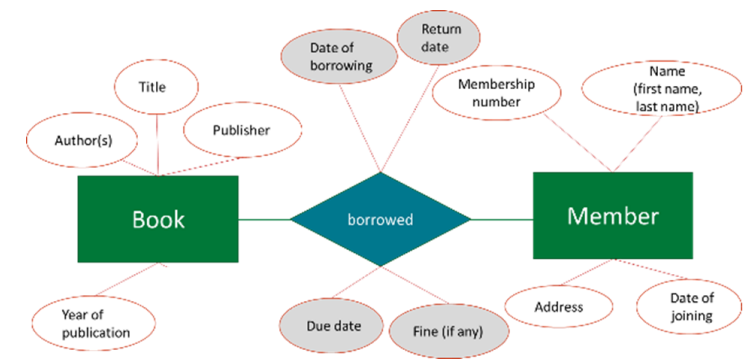 Return
date
Date of
borrowing
Name
(first name,
last name)
Membership
number
Title
Publisher
Author(s)
Book
borrowed
Member
Year of
publication
Due date
Fine (if any)
Address
Date of
joining